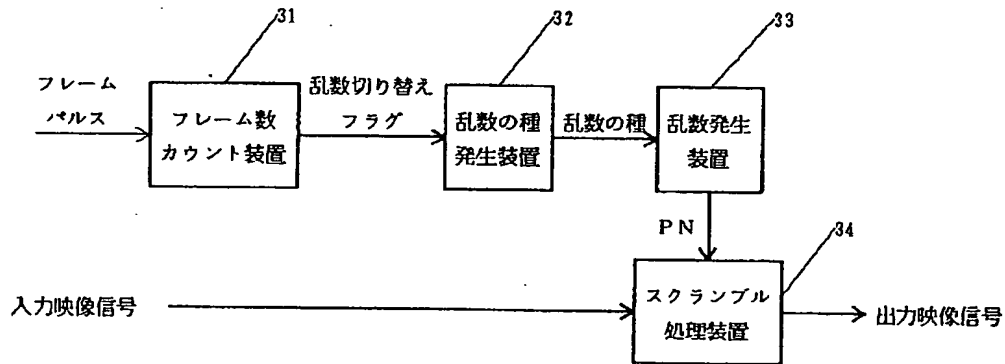 31
32
33
フレーム
パルス
フレーム数
カウント装置
乱数切り替え
フラグ
乱数の種
発生装置
乱数の種
乱数発生
装置
PN
34
入力映像信号
スクランブル
処理装置
出力映像信号